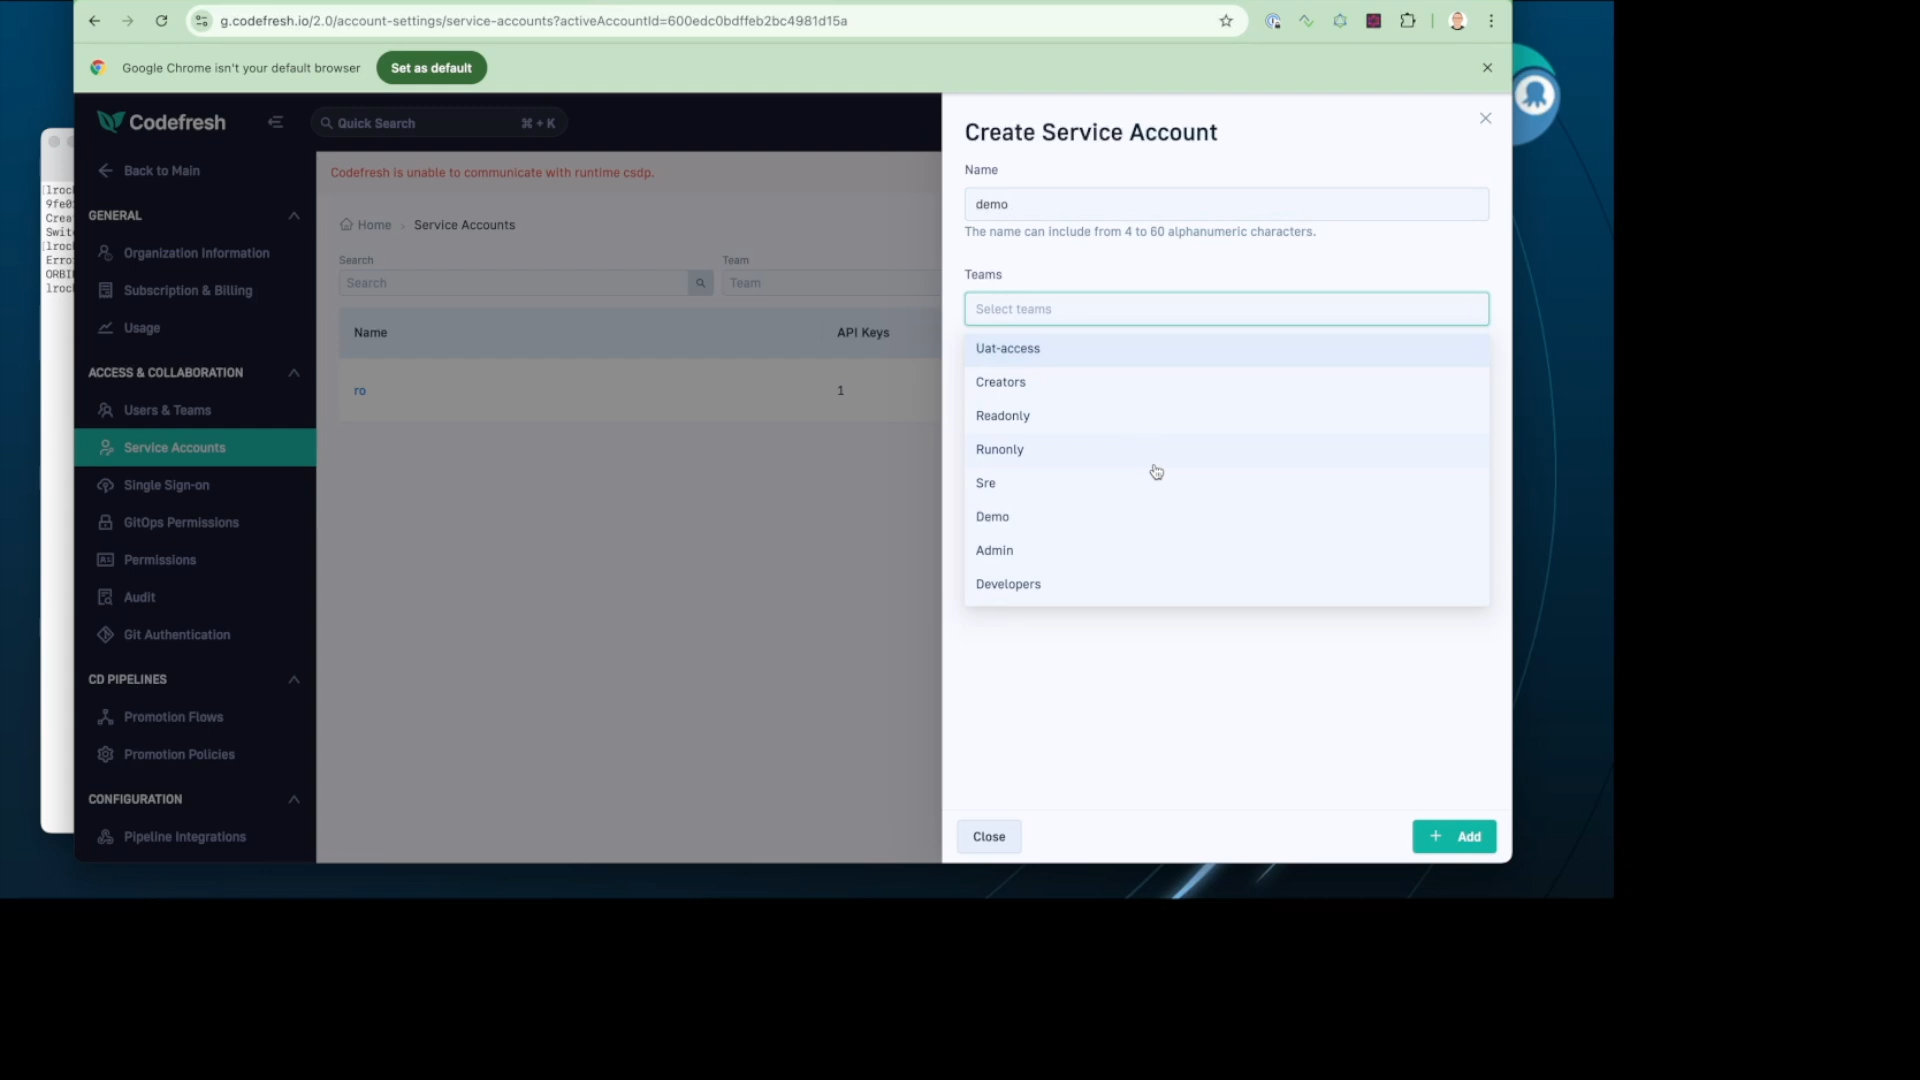 g.codefresh.io/2.0/account-settings/service-accounts?activeAccountId=600edc0bdffeb2bc4981d15a
Google Chrome isn't your default browser
Set as default
Codefresh
Quick Search
⌘ + K
Back to Main
GENERAL
Organization Information
Subscription & Billing
Usage
ACCESS & COLLABORATION
Users & Teams
Service Accounts
Single Sign-on
GitOps Permissions
Permissions
Audit
Git Authentication
CD PIPELINES
Promotion Flows
Promotion Policies
CONFIGURATION
Pipeline Integrations
Codefresh is unable to communicate with runtime csdp.
Home > Service Accounts
Search
Team
Search
Team
Name
API Keys
ro
1
Create Service Account
Name
demo
The name can include from 4 to 60 alphanumeric characters.
Teams
Select teams
Uat-access
Creators
Readonly
Runonly
Sre
Demo
Admin
Developers
Close
+ Add